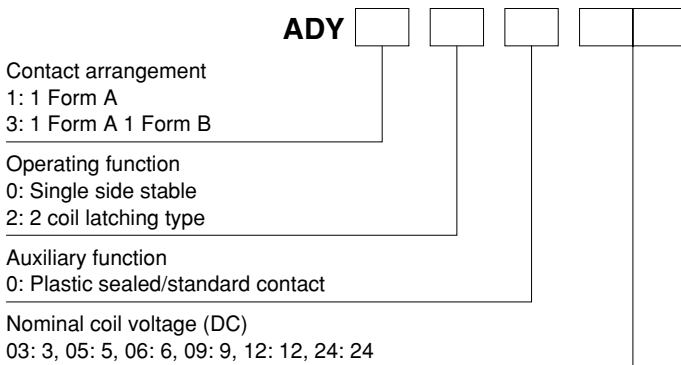 ADY
Contact arrangement
1: 1 Form A
3: 1 Form A 1 Form B
Operating function
0: Single side stable
2: 2 coil latching type
Auxiliary function
0: Plastic sealed/standard contact
Nominal coil voltage (DC)
03: 3, 05: 5, 06: 6, 09: 9, 12: 12, 24: 24